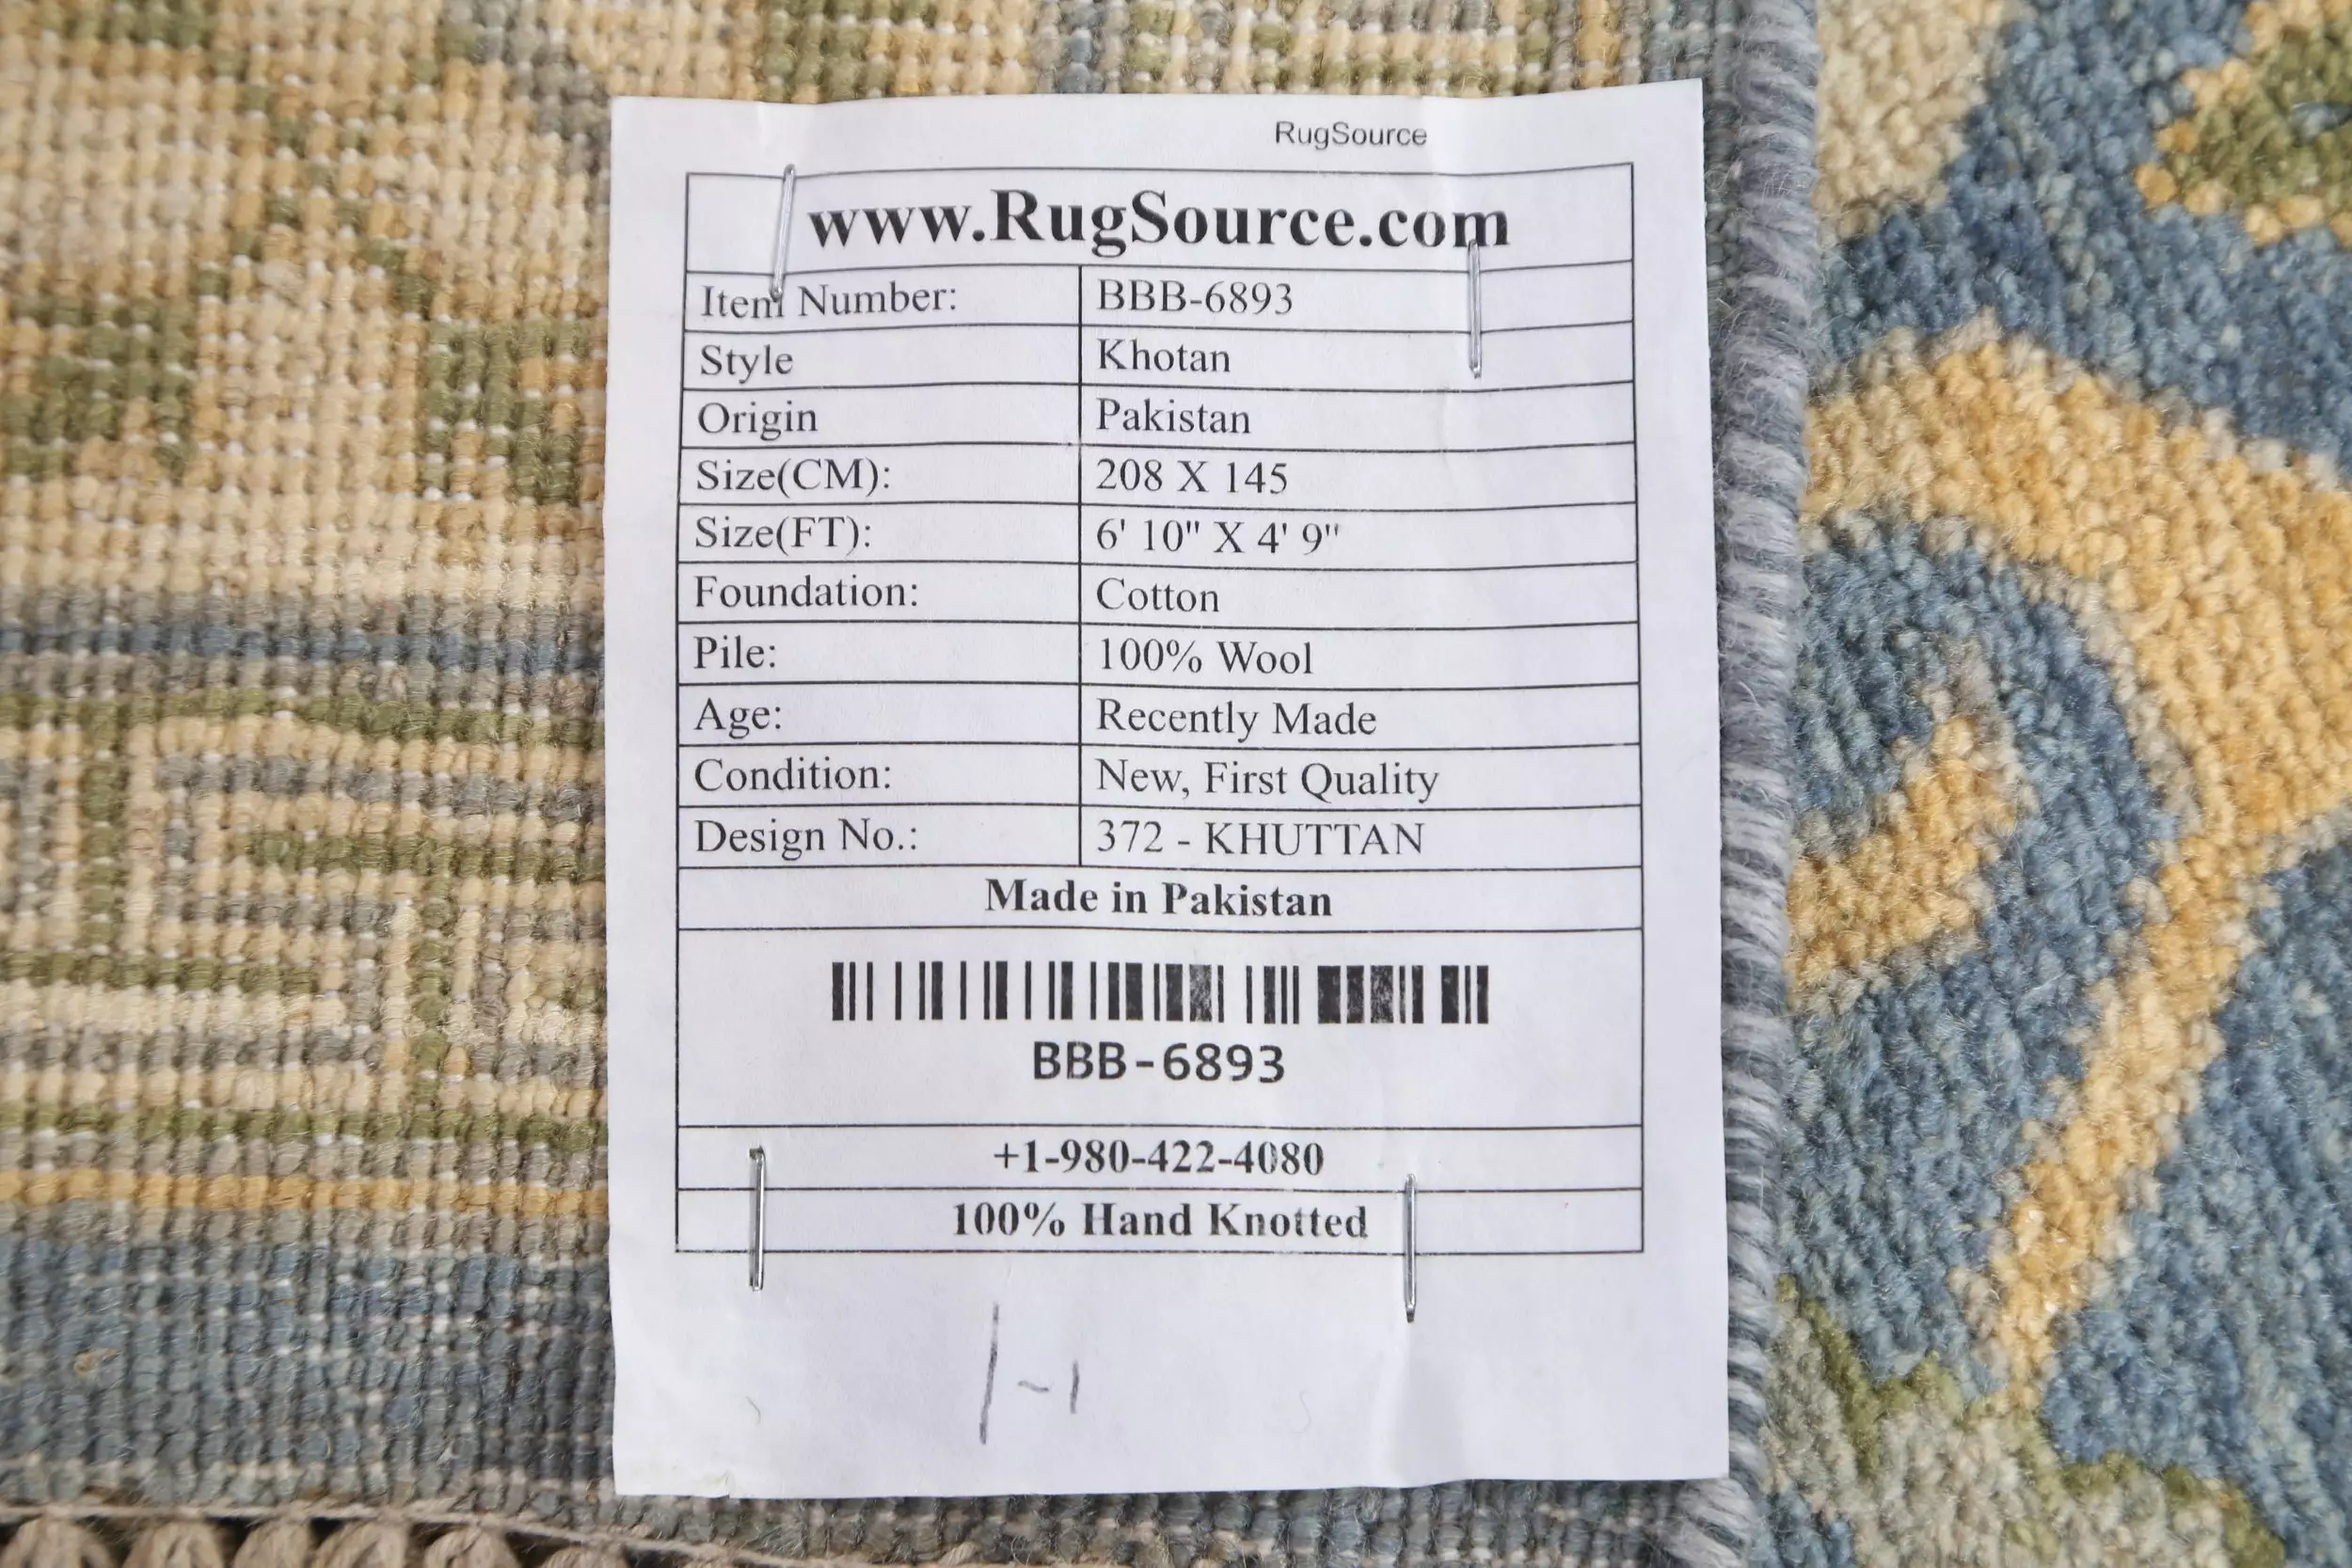 RugSource
www.RugSource.com
Item Number: BBB-6893
Style Khotan
Origin Pakistan
Size(CM): 208 X 145
Size(FT): 6' 10" X 4' 9"
Foundation: Cotton
Pile: 100% Wool
Age: Recently Made
Condition: New, First Quality
Design No.: 372 - KHUTTAN
Made in Pakistan
BBB-6893
+1-980-422-4080
100% Hand Knotted
1-1